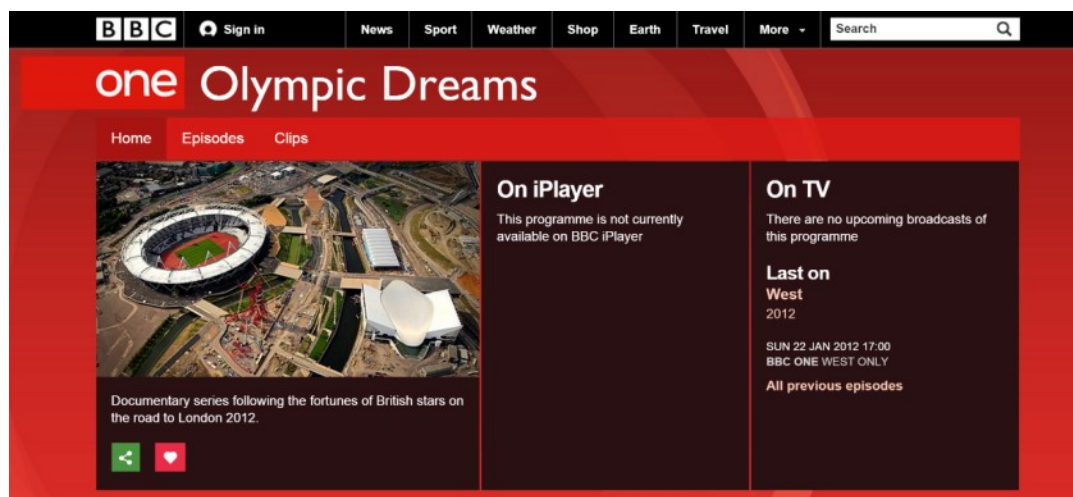 BBC Sign in News Sport Weather Shop Earth Travel More Search
one Olympic Dreams
Home Episodes Clips
On iPlayer
This programme is not currently
available on BBC iPlayer
On TV
There are no upcoming broadcasts of
this programme
Last on
West
2012
SUN 22 JAN 2012 17:00
BBC ONE WEST ONLY
All previous episodes
Documentary series following the fortunes of British stars on
the road to London 2012.